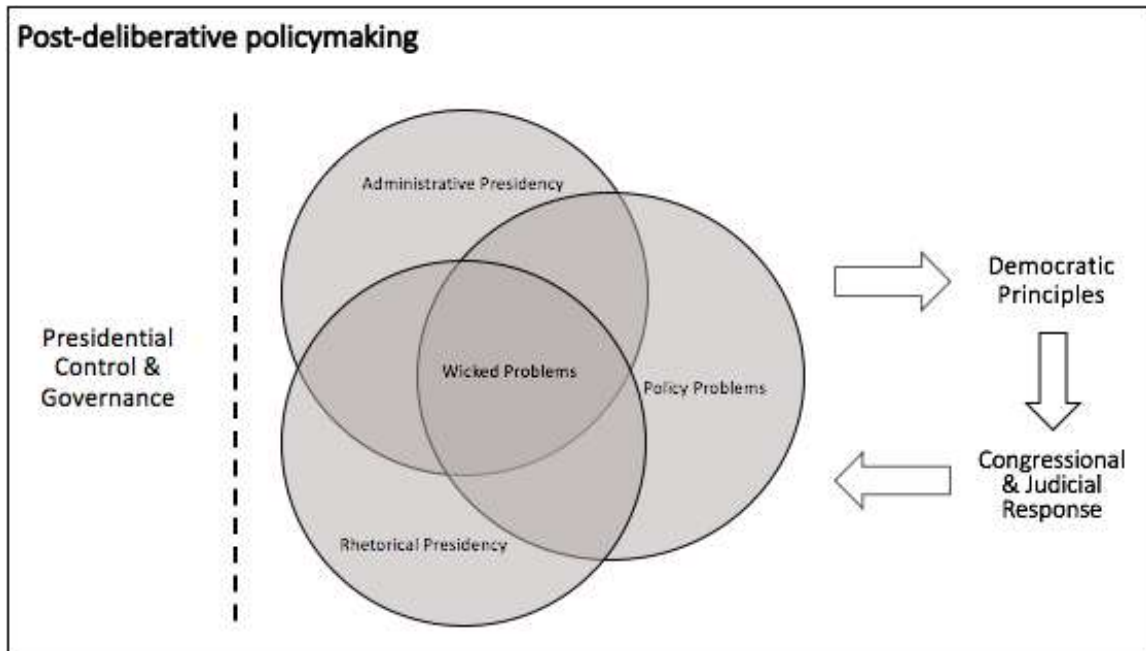 Post-deliberative policymaking
Presidential
Control &
Governance
Administrative Presidency
Wicked Problems
Policy Problems
Rhetorical Presidency
Democratic
Principles
Congressional
& Judicial
Response